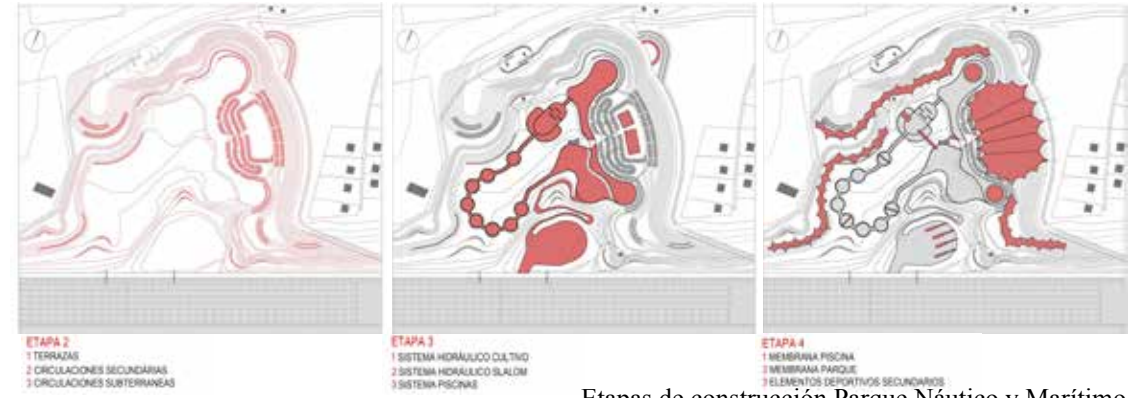 ETAPA 2
1 TERRAZAS
2 CIRCULACIONES SECUNDÁRIAS
3 CIRCULACIONES SUBTERRANEAS
ETAPA 3
1 SISTEMA HIDRÁULICO CULTIVO
2 SISTEMA HIDRÁULICO SLALOM
3 SISTEMA PISCINAS
ETAPA 4
1 MEMBRANA PISCINA
2 MEMBRANA PARQUE
3 ELEMENTOS DEPORTIVOS SECUNDARIOS
Etapas de construcción Parque Náutico y Marítimo